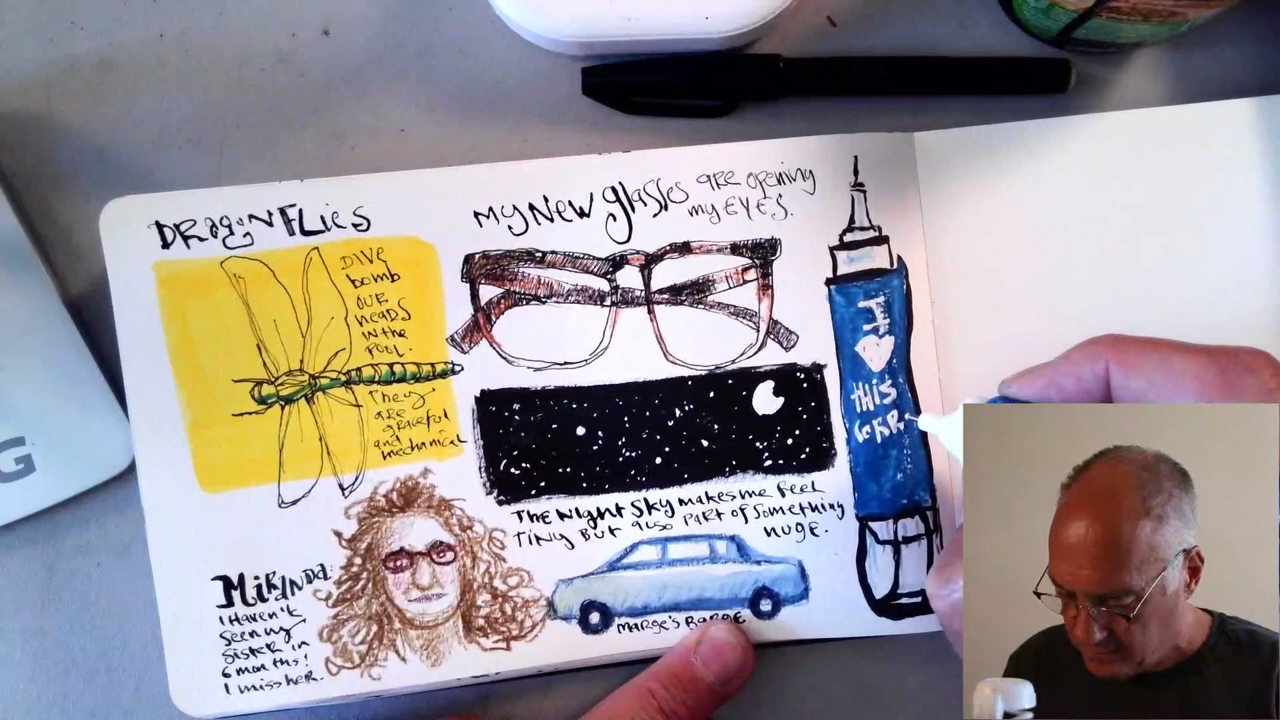 DRAGONFLIES
DIVE
bomb
OUR
HEADS
IN the
POOL.
They
are
graceful
and
mechanical
My New glasses are opening
my EYES.
THE NIGHT SKY makes me feel
TINY BUT also PART OF Something
HUGE.
MIRANDA:
I Haven't
Seen my
Sister in
6 months!
I miss her.
MARGE'S BARGE
THIS
G